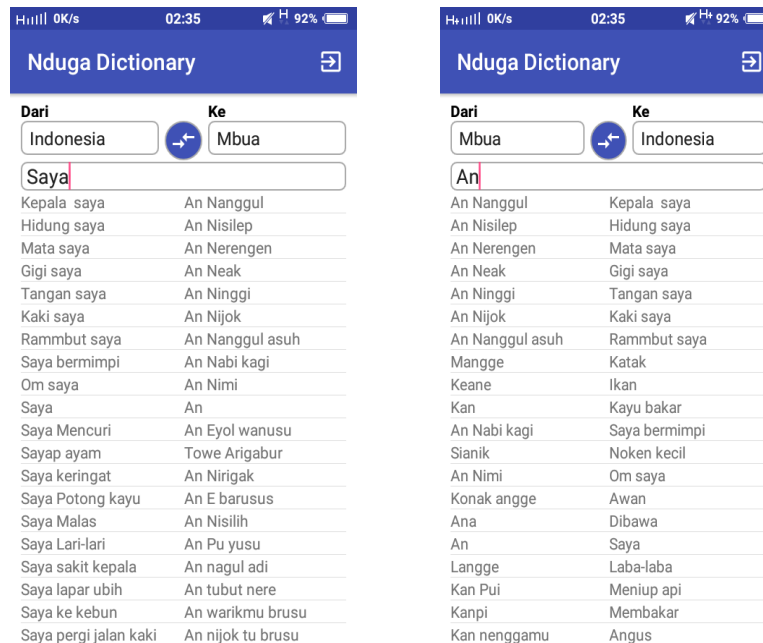 0K/s 02:35 H 92%
Nduga Dictionary
Dari Ke
Indonesia Mbua
Saya
Kepala saya An Nanggul
Hidung saya An Nisilep
Mata saya An Nerengen
Gigi saya An Neak
Tangan saya An Ninggi
Kaki saya An Nijok
Rammbut saya An Nanggul asuh
Saya bermimpi An Nabi kagi
Om saya An Nimi
Saya An
Saya Mencuri An Eyol wanusu
Sayap ayam Towe Arigabur
Saya keringat An Nirigak
Saya Potong kayu An E barusus
Saya Malas An Nisilih
Saya Lari-lari An Pu yusu
Saya sakit kepala An nagul adi
Saya lapar ubih An tubut nere
Saya ke kebun An warikmu brusu
Saya pergi jalan kaki An nijok tu brusu
0K/s 02:35 H+ 92%
Nduga Dictionary
Dari Ke
Mbua Indonesia
An
An Nanggul Kepala saya
An Nisilep Hidung saya
An Nerengen Mata saya
An Neak Gigi saya
An Ninggi Tangan saya
An Nijok Kaki saya
An Nanggul asuh Rambbut saya
Mangge Katak
Keane Ikan
Kan Kayu bakar
An Nabi kagi Saya bermimpi
Sianik Noken kecil
An Nimi Om saya
Konak angge Awan
Ana Dibawa
An Saya
Langge Laba-laba
Kan Pui Meniup api
Kanpi Membakar
Kan nenggamu Angus